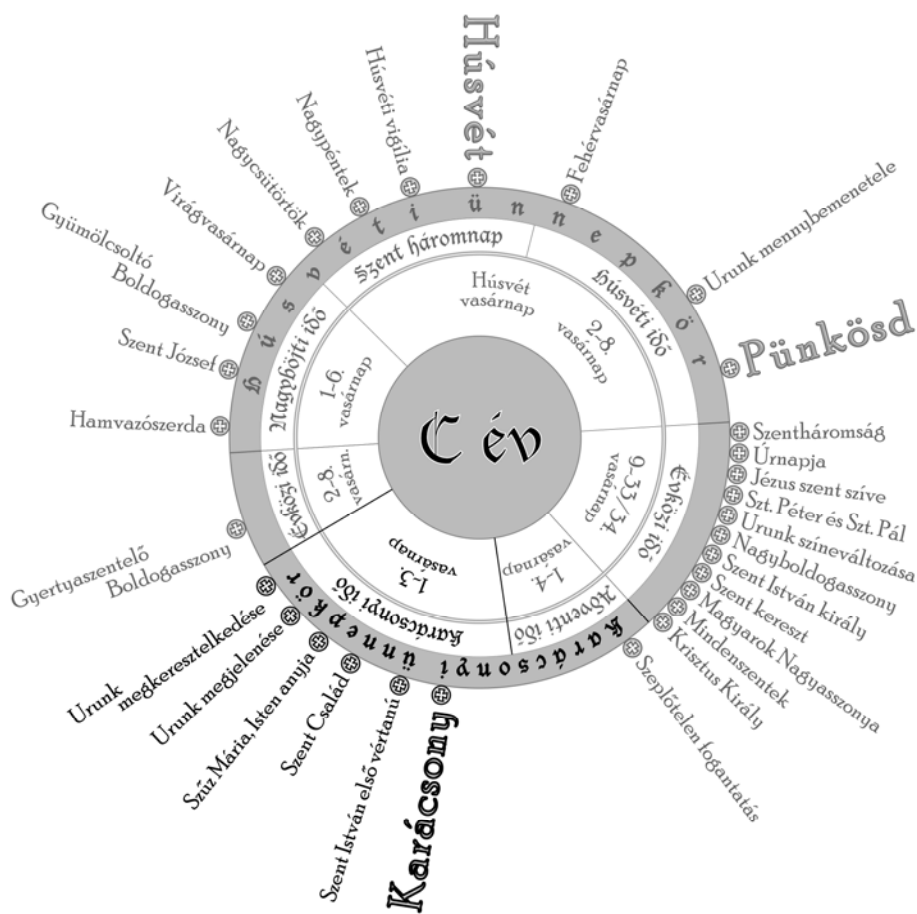 C év
húsvéti ünnepkör
karácsonyi ünnepkör
Szent háromnap
Húsvéti idő
Évközi idő
Adventi idő
Karácsonyi idő
Évközi idő
Nagyböjti idő
Húsvét
vasárnap
2-8.
vasárnap
9-33/34.
vasárnap
1-4.
vasárnap
1-3.
vasárnap
2-8.
vasárn.
1-6.
vasárnap
Húsvét
Fehérvasárnap
Urunk mennybemenetele
Pünkösd
Szentháromság
Úrnapja
Jézus szent szíve
Szt. Péter és Szt. Pál
Urunk színeváltozása
Nagyboldogasszony
Szent István király
Szent kereszt
Magyarok Nagyasszonya
Mindenszentek
Krisztus Király
Szeplőtelen fogantatás
Karácsony
Szent István első vértanú
Szent Család
Szűz Mária, Isten anyja
Urunk megjelenése
Urunk
megkeresztelkedése
Gyertyaszentelő
Boldogasszony
Hamvazószerda
Szent József
Gyümölcsoltó
Boldogasszony
Virágvasárnap
Nagycsütörtök
Nagypéntek
Húsvéti vigília